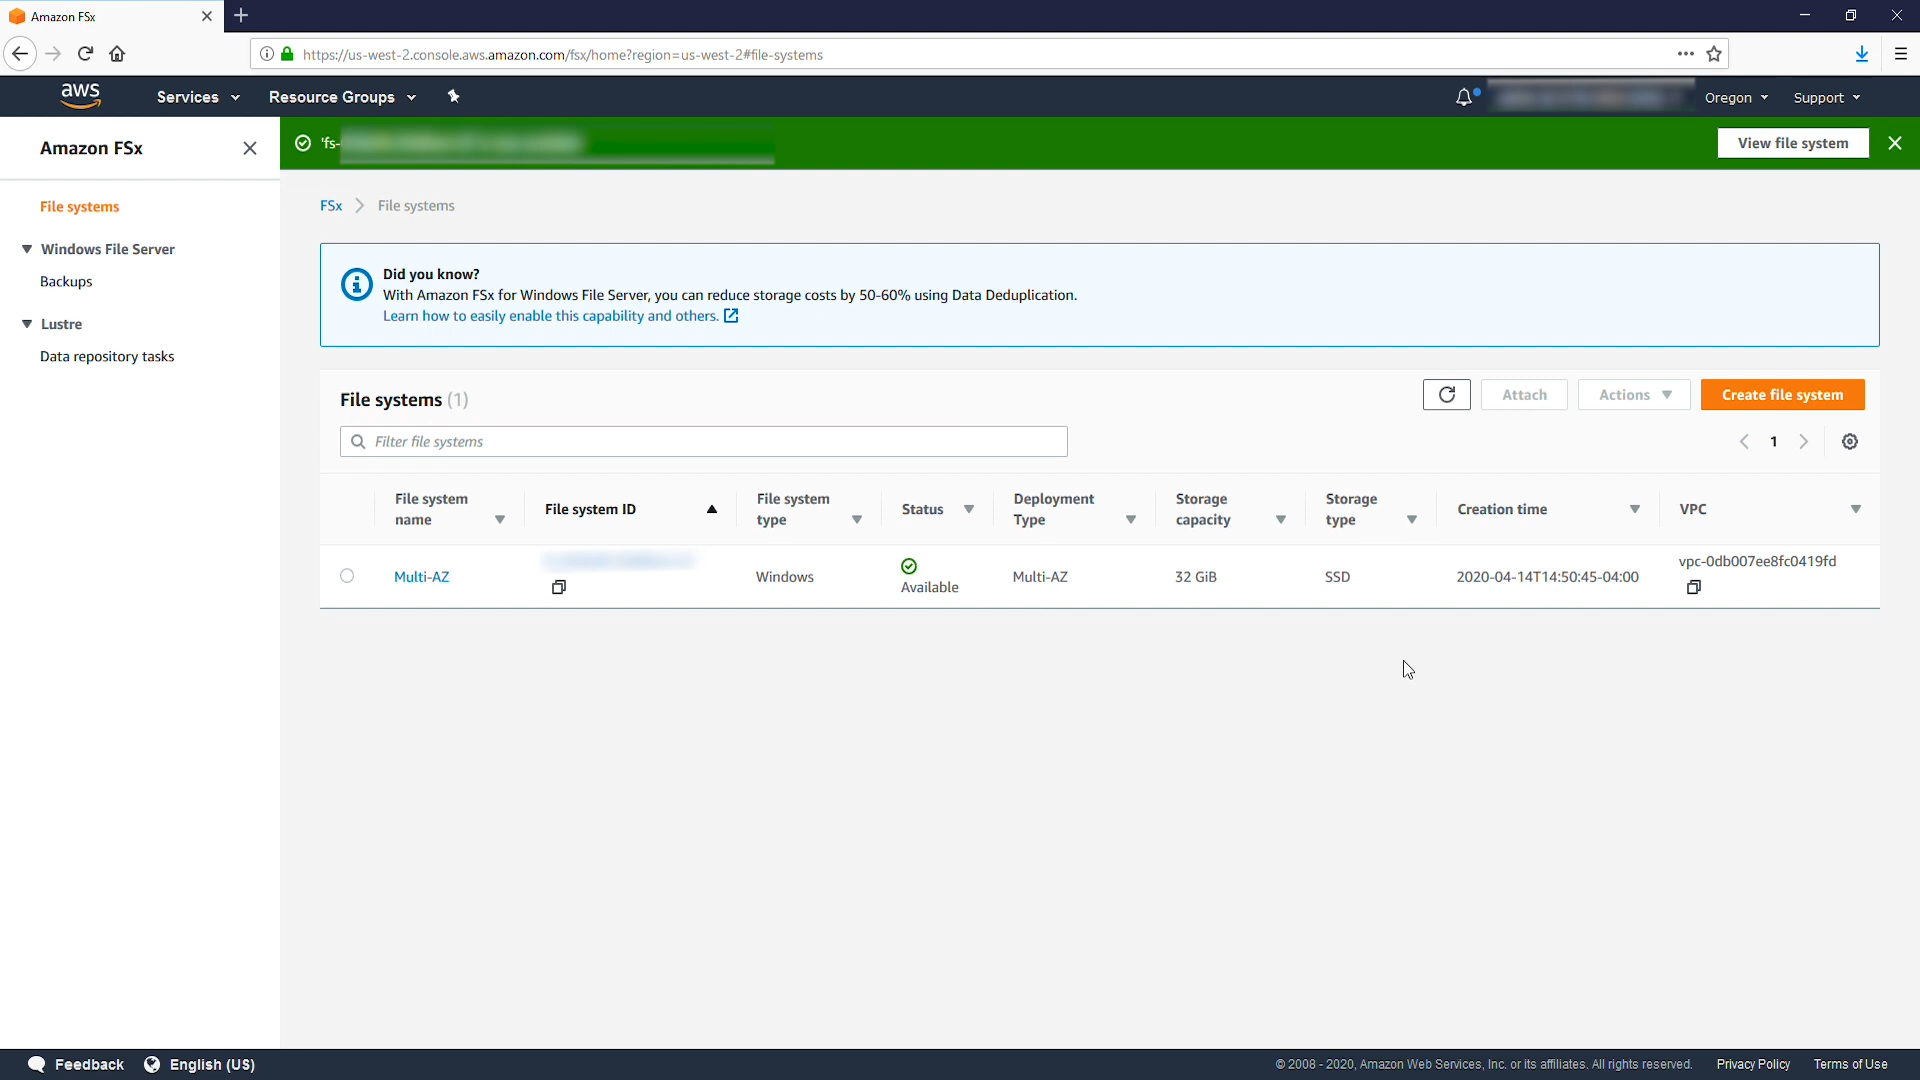 Amazon FSx
https://us-west-2.console.aws.amazon.com/fsx/home?region=us-west-2#file-systems
aws
Services
Resource Groups
Oregon
Support
Amazon FSx
'fs-
View file system
File systems
Windows File Server
Backups
Lustre
Data repository tasks
FSx
File systems
Did you know?
With Amazon FSx for Windows File Server, you can reduce storage costs by 50-60% using Data Deduplication.
Learn how to easily enable this capability and others.
File systems (1)
Attach
Actions
Create file system
Filter file systems
1
File system
name
File system ID
File system
type
Status
Deployment
Type
Storage
capacity
Storage
type
Creation time
VPC
Multi-AZ
Windows
Available
Multi-AZ
32 GiB
SSD
2020-04-14T14:50:45-04:00
vpc-0db007ee8fc0419fd
Feedback
English (US)
© 2008 - 2020, Amazon Web Services, Inc. or its affiliates. All rights reserved.
Privacy Policy
Terms of Use